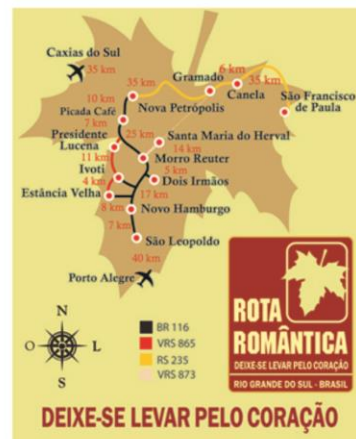 Caxias do Sul
35 km
35 km
Gramado
6 km
35 km
Canela
São Francisco
de Paula
10 km
Nova Petrópolis
Picada Café
7 km
25 km
Santa Maria do Herval
14 km
Presidente
Lucena
Morro Reuter
11 km
5 km
Ivoti
Dois Irmãos
4 km
17 km
Estância Velha
8 km
Novo Hamburgo
7 km
São Leopoldo
40 km
Porto Alegre
N
O
L
S
BR 116
VRS 865
RS 235
VRS 873
ROTA
ROMÂNTICA
DEIXE-SE LEVAR PELO CORAÇÃO
RIO GRANDE DO SUL - BRASIL
DEIXE-SE LEVAR PELO CORAÇÃO